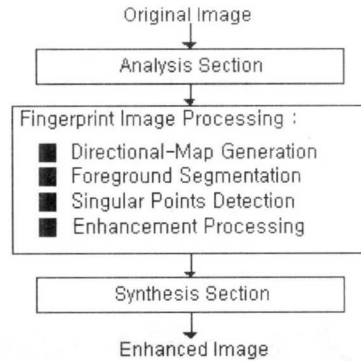 Original Image
Analysis Section
Fingerprint Image Processing :
Directional-Map Generation
Foreground Segmentation
Singular Points Detection
Enhancement Processing
Synthesis Section
Enhanced Image